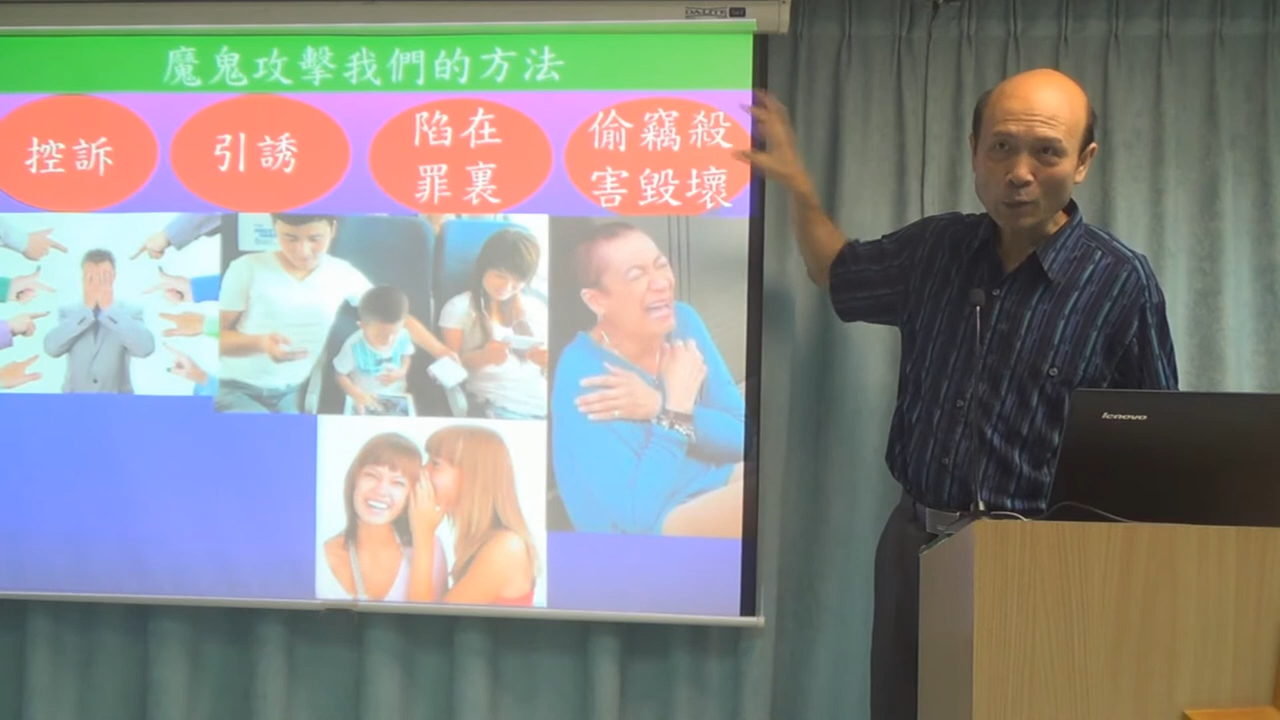 魔鬼攻擊我們的方法
控訴
引誘
陷在
罪裏
偷竊殺
害毀壞
lenovo